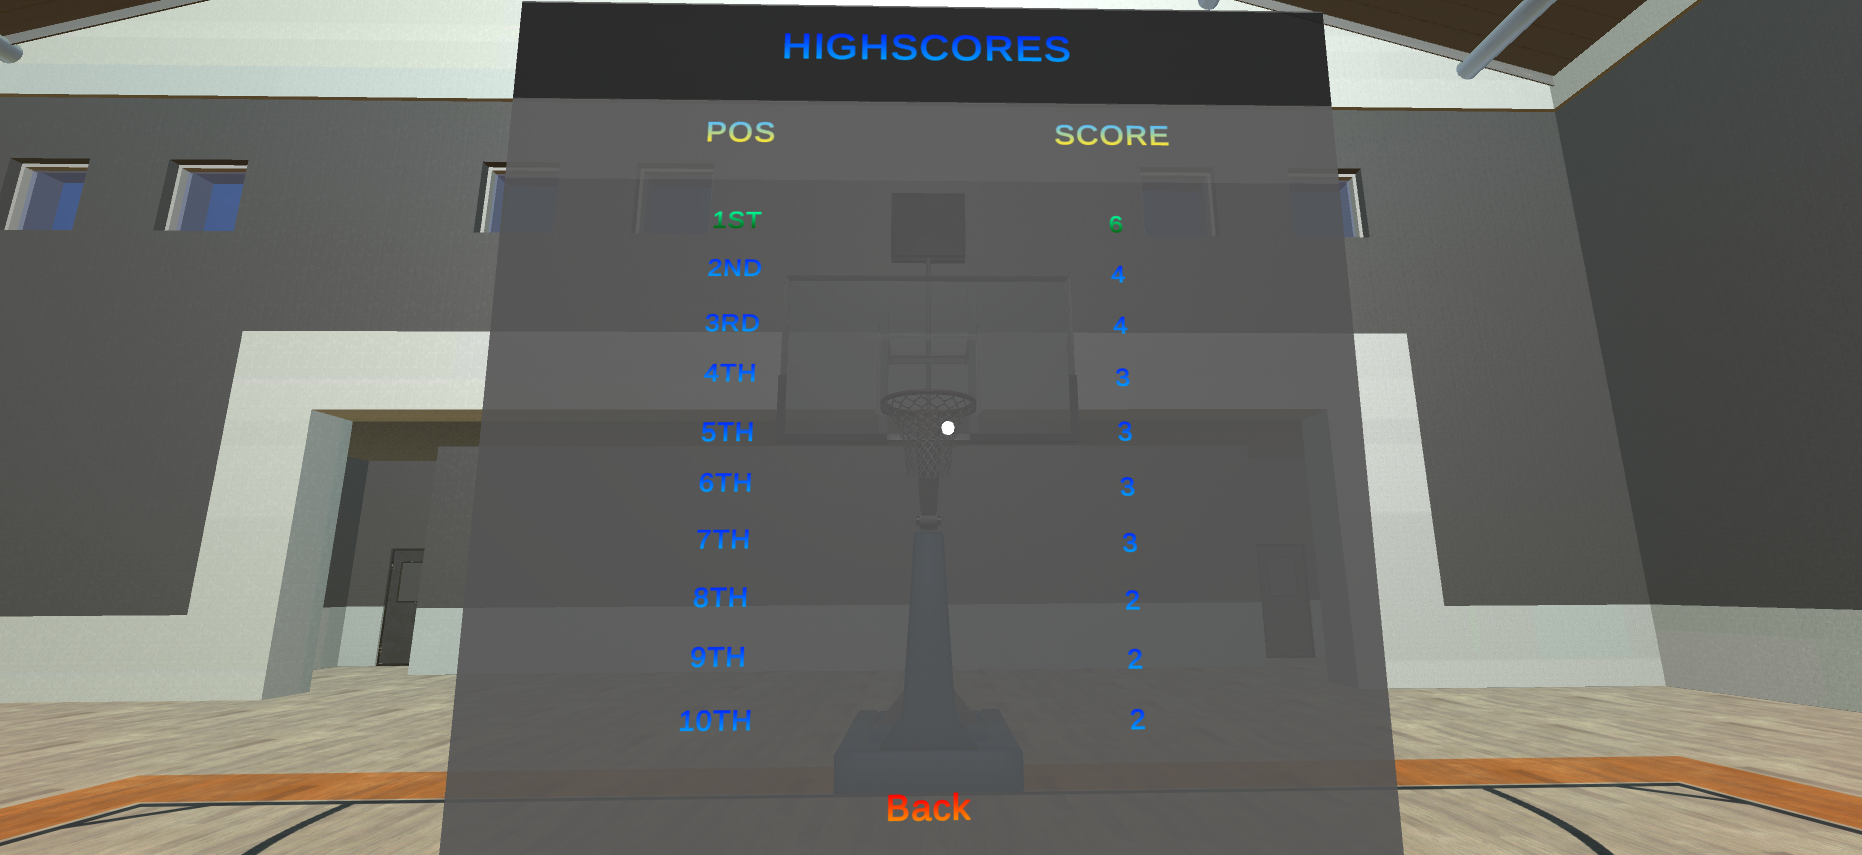 HIGHSCORES
POS SCORE
1ST 6
2ND 4
3RD 4
4TH 3
5TH 3
6TH 3
7TH 3
8TH 2
9TH 2
10TH 2
Back